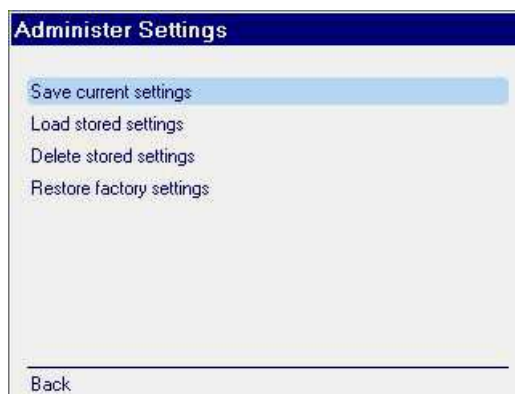 Administer Settings
Save current settings
Load stored settings
Delete stored settings
Restore factory settings
Back